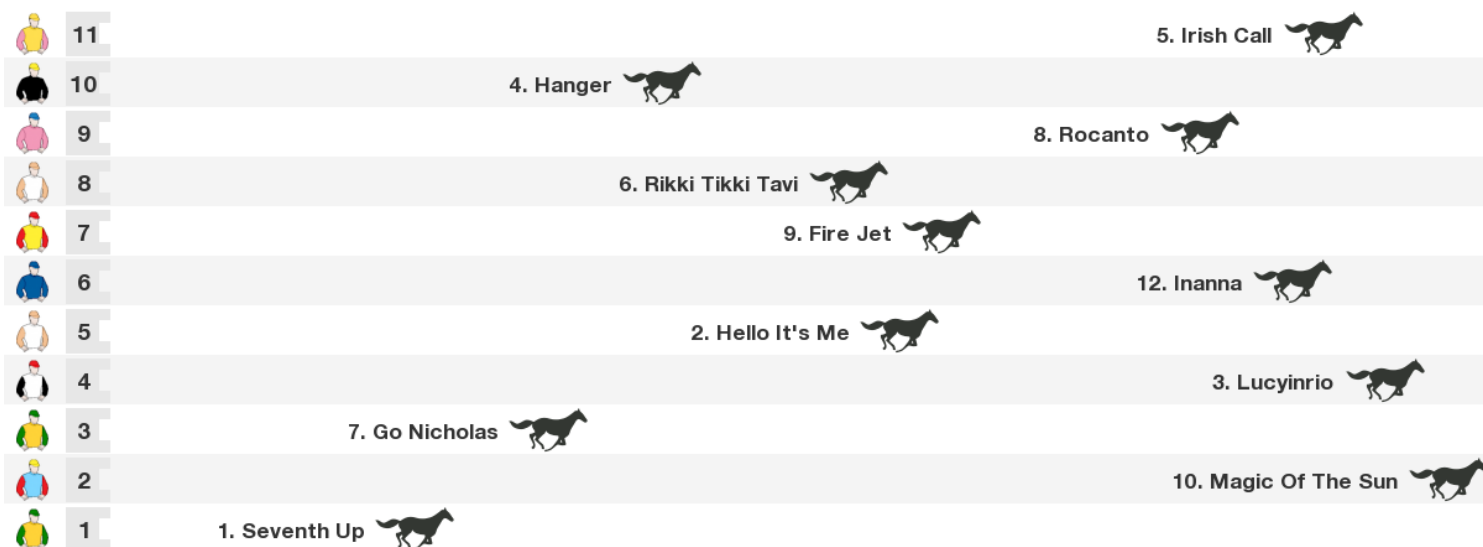 11 5. Irish Call
10 4. Hanger
9 8. Rocanto
8 6. Rikki Tikki Tavi
7 9. Fire Jet
6 12. Inanna
5 2. Hello It's Me
4 3. Lucyinrio
3 7. Go Nicholas
2 10. Magic Of The Sun
1 1. Seventh Up